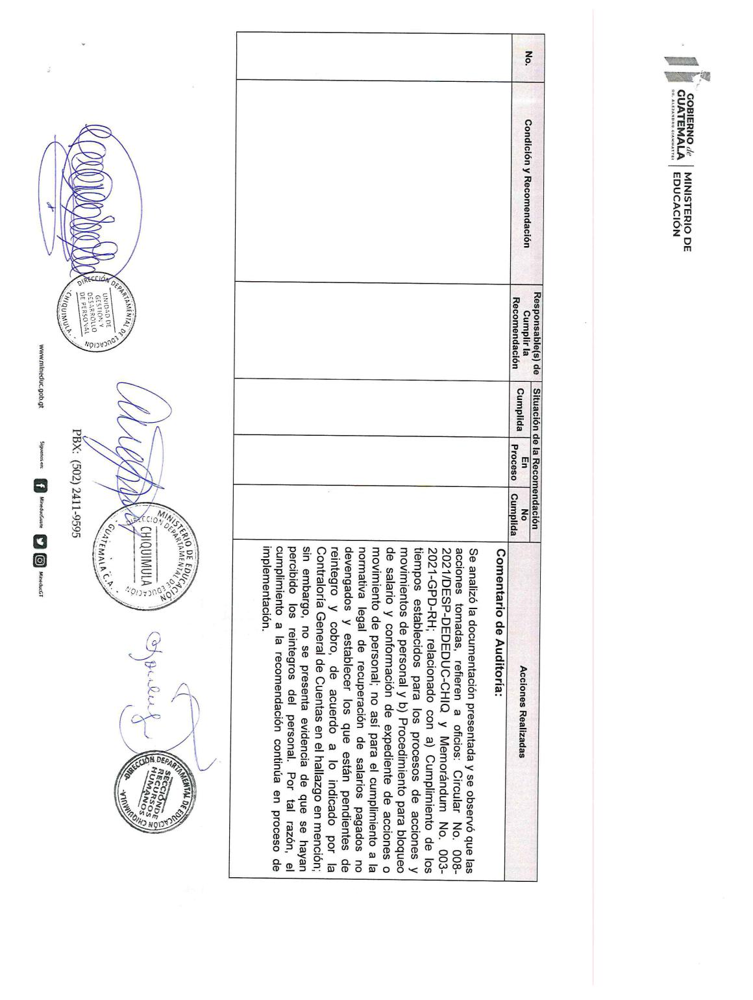 GOBIERNO de
GUATEMALA
DR. ALEJANDRO GIAMMATTEI
MINISTERIO DE
EDUCACIÓN
No.
Condición y Recomendación
Responsable(s) de
Cumplir la
Recomendación
Situación de la Recomendación
Cumplida
En
Proceso
No
Cumplida
Acciones Realizadas
Comentario de Auditoría:
Se analizó la documentación presentada y se observó que las
acciones tomadas, refieren a oficios: Circular No. 008-
2021/DESP-DEDEDUC-CHIQ y Memorándum No. 003-
2021-GPD-RH; relacionado con a) Cumplimiento de los
tiempos establecidos para los procesos de acciones y
movimientos de personal y b) Procedimiento para bloqueo
de salario y conformación de expediente de acciones o
movimiento de personal; no así para el cumplimiento a la
normativa legal de recuperación de salarios pagados no
devengados y establecer los que están pendientes de
reintegro y cobro, de acuerdo a lo indicado por la
Contraloría General de Cuentas en el hallazgo en mención;
sin embargo, no se presenta evidencia de que se hayan
percibido los reintegros del personal. Por tal razón, el
cumplimiento a la recomendación continúa en proceso de
implementación.
DIRECCIÓN DEPARTAMENTAL DE EDUCACIÓN
UNIDAD DE
GESTIÓN Y
DESARROLLO
DE PERSONAL
-CHIQUIMULA.-
MINISTERIO DE EDUCACIÓN
DIRECCION DEPARTAMENTAL DE EDUCACIÓN
CHIQUIMULA
- GUATEMALA C.A. -
-DIRECCIÓN DEPARTAMENTAL DE EDUCACIÓN CHIQUIMULA-
SECCIÓN DE
RECURSOS
HUMANOS
PBX: (502) 2411-9595
www.mineduc.gob.gt
Síguenos en:
MineducGuate
MineducGT